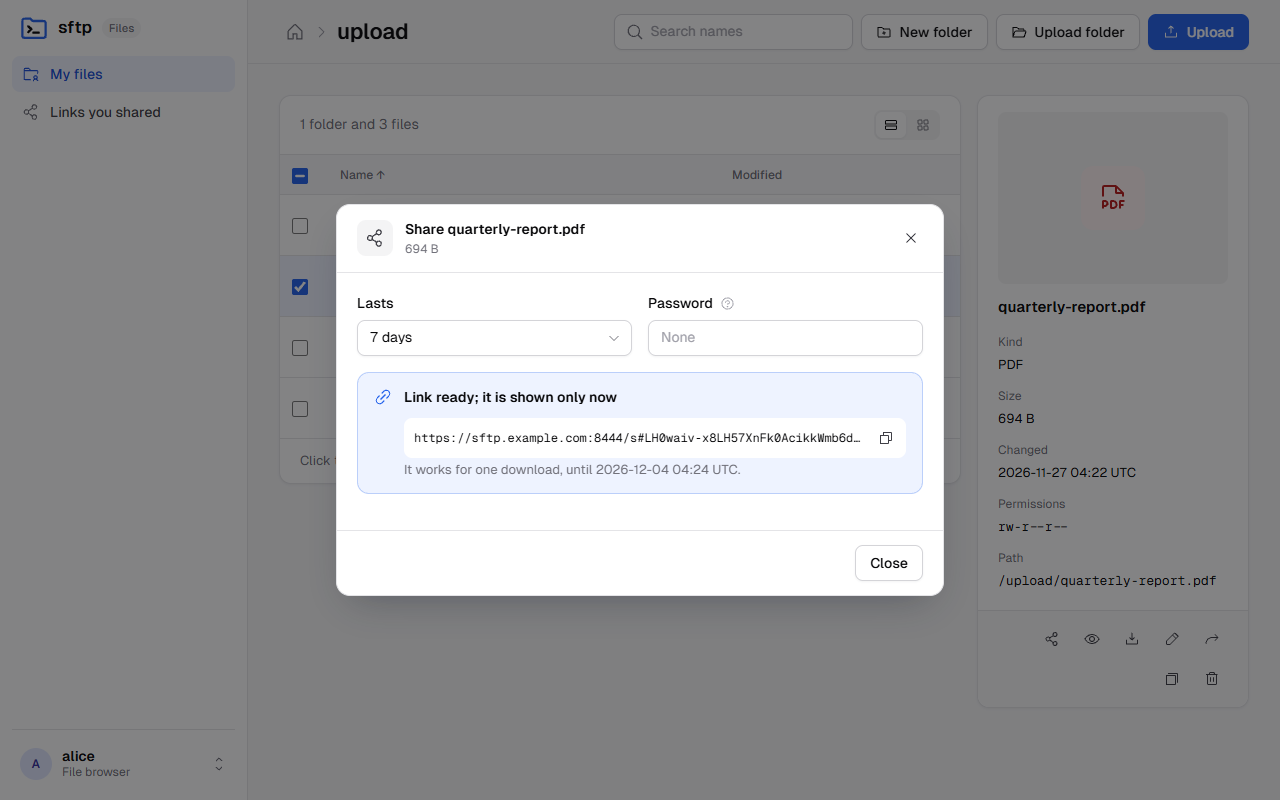 sftp Files
My files
Links you shared
alice
File browser
A
upload
Search names
New folder
Upload folder
Upload
1 folder and 3 files
Name ↑
Modified
Click
Share quarterly-report.pdf
694 B
Lasts
Password
7 days
None
Link ready; it is shown only now
https://sftp.example.com:8444/s#LH0waiv-x8LH57XnFk0AcikkWmb6d…
It works for one download, until 2026-12-04 04:24 UTC.
Close
PDF
quarterly-report.pdf
Kind
PDF
Size
694 B
Changed
2026-11-27 04:22 UTC
Permissions
rw-r--r--
Path
/upload/quarterly-report.pdf